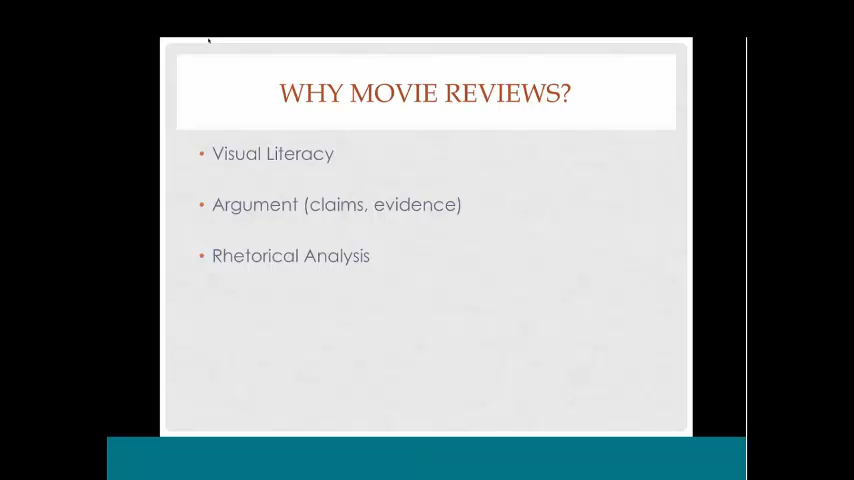 WHY MOVIE REVIEWS?
• Visual Literacy
• Argument (claims, evidence)
• Rhetorical Analysis